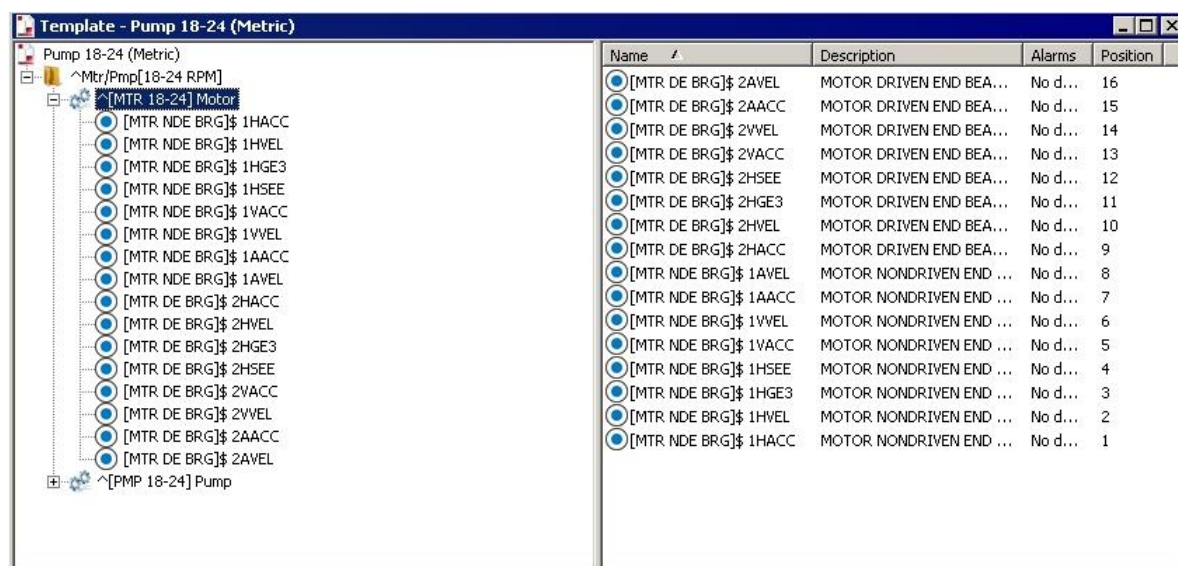 Template - Pump 18-24 (Metric)
Pump 18-24 (Metric)
^Mtr/Pmp[18-24 RPM]
^[MTR 18-24] Motor
[MTR NDE BRG]$ 1HACC
[MTR NDE BRG]$ 1HVEL
[MTR NDE BRG]$ 1HGE3
[MTR NDE BRG]$ 1HSEE
[MTR NDE BRG]$ 1VACC
[MTR NDE BRG]$ 1VVEL
[MTR NDE BRG]$ 1AACC
[MTR NDE BRG]$ 1AVEL
[MTR DE BRG]$ 2HACC
[MTR DE BRG]$ 2HVEL
[MTR DE BRG]$ 2HGE3
[MTR DE BRG]$ 2HSEE
[MTR DE BRG]$ 2VACC
[MTR DE BRG]$ 2VVEL
[MTR DE BRG]$ 2AACC
[MTR DE BRG]$ 2AVEL
^[PMP 18-24] Pump
Name Description Alarms Position
[MTR DE BRG]$ 2AVEL MOTOR DRIVEN END BEA... No d... 16
[MTR DE BRG]$ 2AACC MOTOR DRIVEN END BEA... No d... 15
[MTR DE BRG]$ 2VVEL MOTOR DRIVEN END BEA... No d... 14
[MTR DE BRG]$ 2VACC MOTOR DRIVEN END BEA... No d... 13
[MTR DE BRG]$ 2HSEE MOTOR DRIVEN END BEA... No d... 12
[MTR DE BRG]$ 2HGE3 MOTOR DRIVEN END BEA... No d... 11
[MTR DE BRG]$ 2HVEL MOTOR DRIVEN END BEA... No d... 10
[MTR DE BRG]$ 2HACC MOTOR DRIVEN END BEA... No d... 9
[MTR NDE BRG]$ 1AVEL MOTOR NONDRIVEN END ... No d... 8
[MTR NDE BRG]$ 1AACC MOTOR NONDRIVEN END ... No d... 7
[MTR NDE BRG]$ 1VVEL MOTOR NONDRIVEN END ... No d... 6
[MTR NDE BRG]$ 1VACC MOTOR NONDRIVEN END ... No d... 5
[MTR NDE BRG]$ 1HSEE MOTOR NONDRIVEN END ... No d... 4
[MTR NDE BRG]$ 1HGE3 MOTOR NONDRIVEN END ... No d... 3
[MTR NDE BRG]$ 1HVEL MOTOR NONDRIVEN END ... No d... 2
[MTR NDE BRG]$ 1HACC MOTOR NONDRIVEN END ... No d... 1